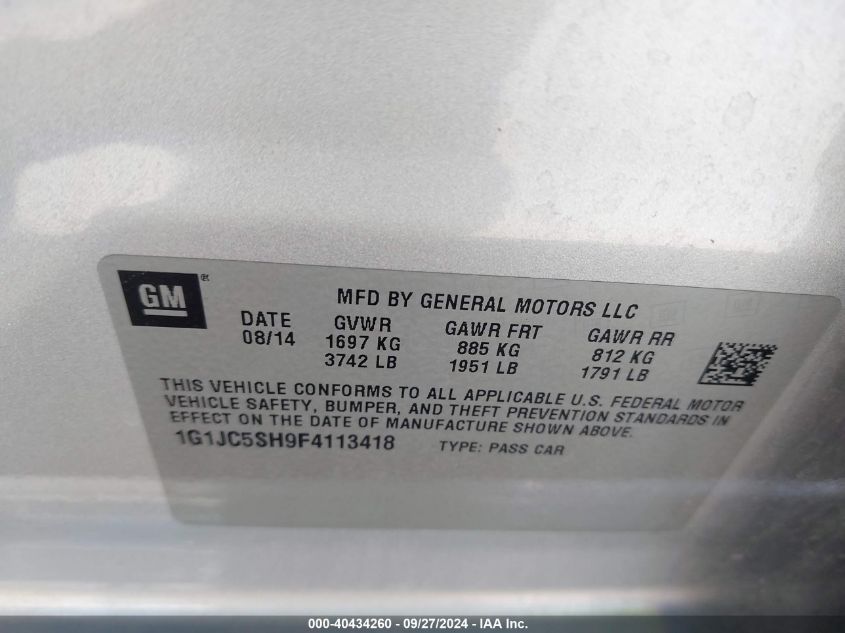 GM®
MFD BY GENERAL MOTORS LLC
DATE GVWR GAWR FRT GAWR RR
08/14 1697 KG 885 KG 812 KG
3742 LB 1951 LB 1791 LB
THIS VEHICLE CONFORMS TO ALL APPLICABLE U.S. FEDERAL MOTOR
VEHICLE SAFETY, BUMPER, AND THEFT PREVENTION STANDARDS IN
EFFECT ON THE DATE OF MANUFACTURE SHOWN ABOVE.
1G1JC5SH9F4113418 TYPE: PASS CAR
000-40434260 - 09/27/2024 - IAA Inc.